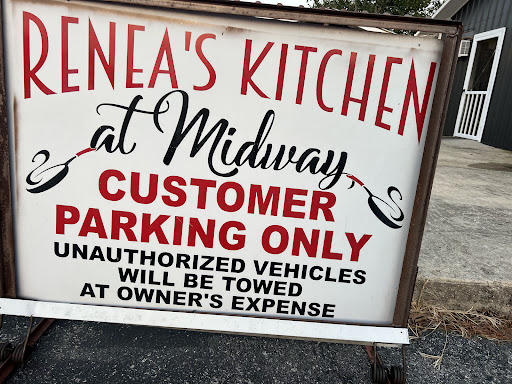 RENEA'S KITCHEN
at Midway
CUSTOMER
PARKING ONLY
UNAUTHORIZED VEHICLES
WILL BE TOWED
AT OWNER'S EXPENSE